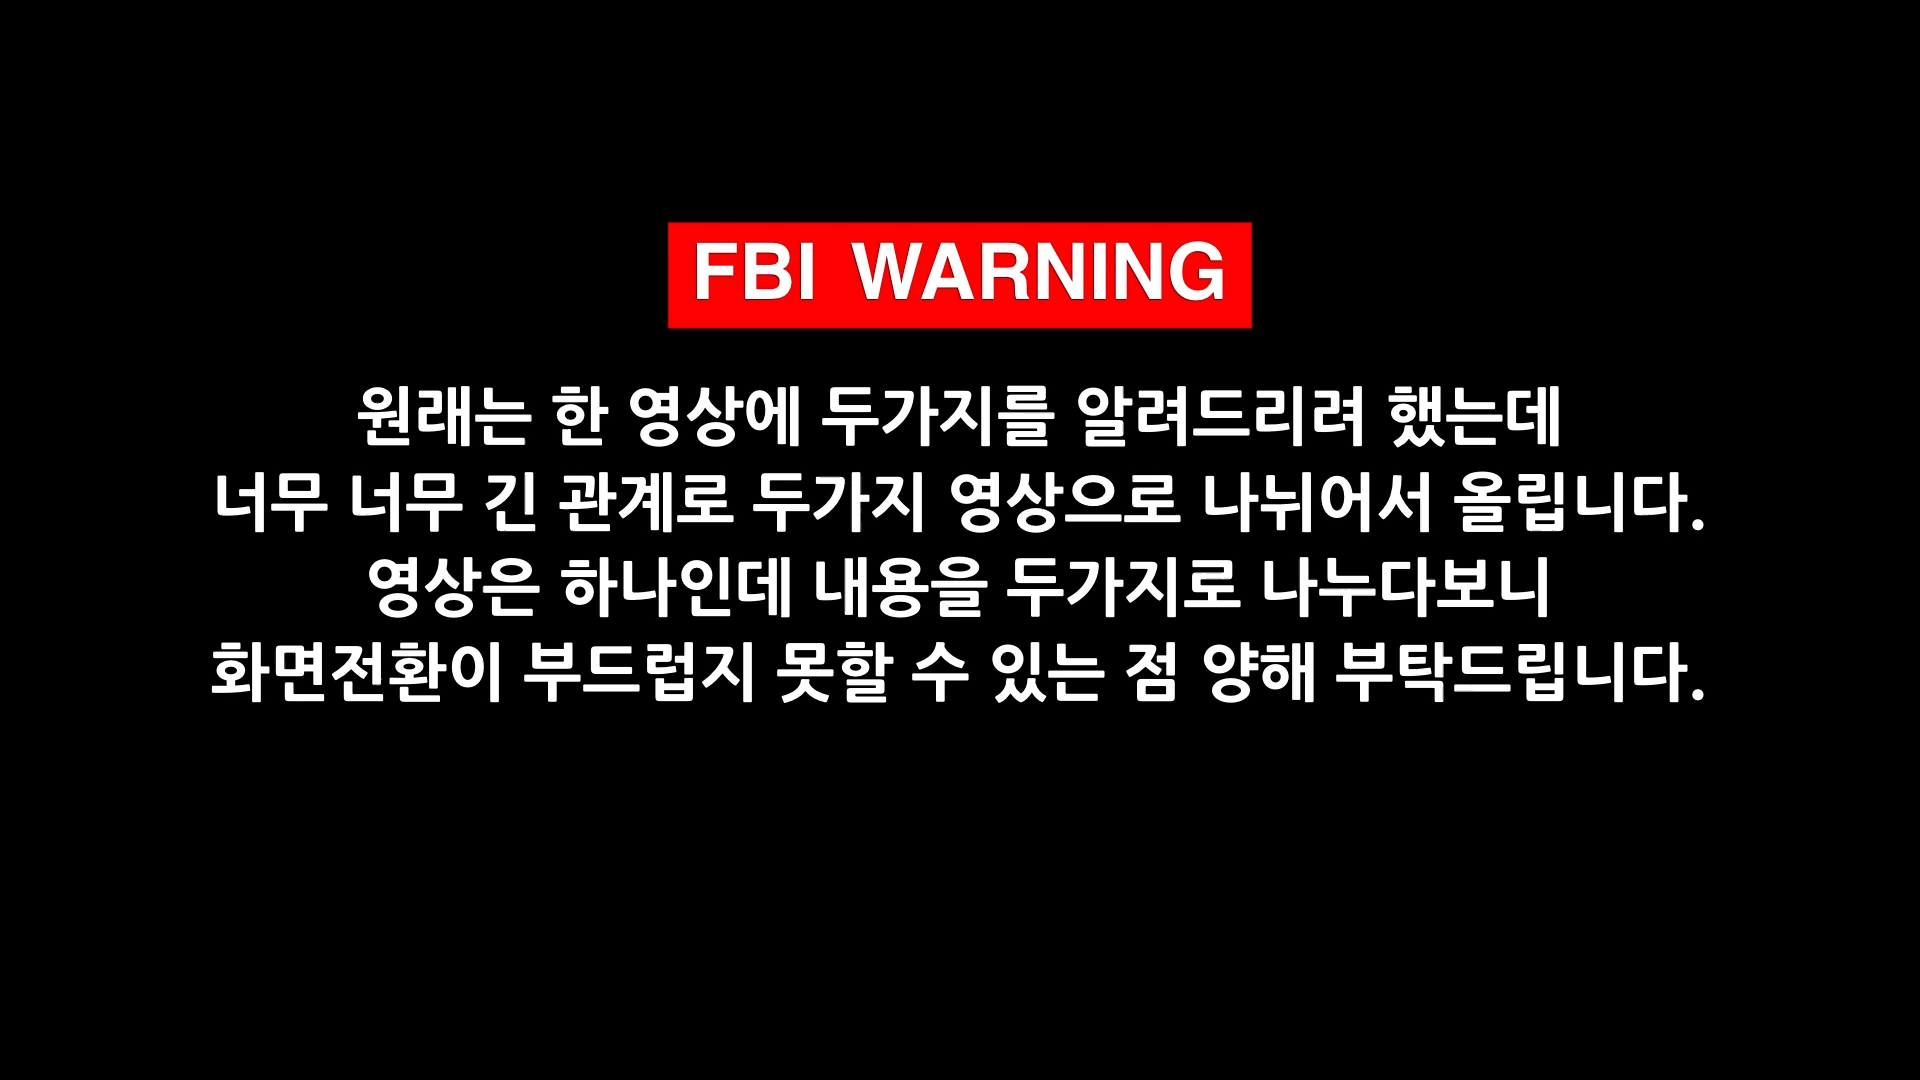 FBI WARNING
원래는 한 영상에 두가지를 알려드리려 했는데
너무 너무 긴 관계로 두가지 영상으로 나뉘어서 올립니다.
영상은 하나인데 내용을 두가지로 나누다보니
화면전환이 부드럽지 못할 수 있는 점 양해 부탁드립니다.